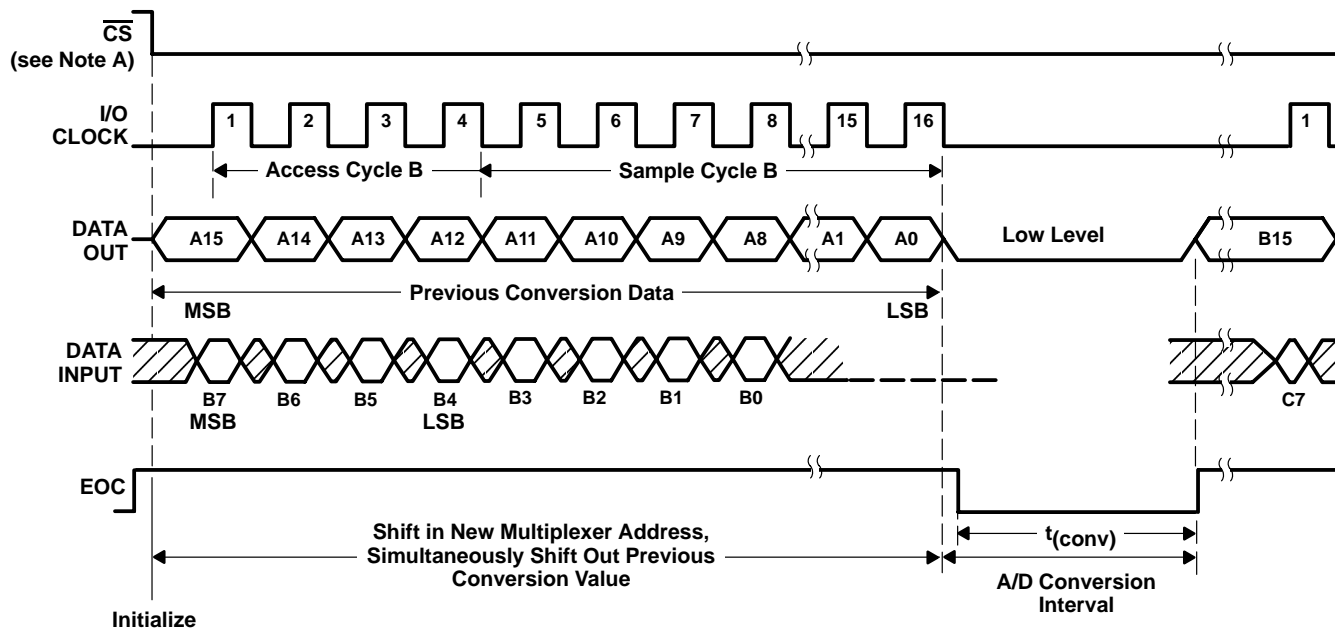 CS
(see Note A)
I/O
CLOCK
1 2 3 4 5 6 7 8 15 16 1
Access Cycle B Sample Cycle B
DATA
OUT
A15 A14 A13 A12 A11 A10 A9 A8 A1 A0 Low Level B15
Previous Conversion Data
MSB LSB
DATA
INPUT
B7 B6 B5 B4 B3 B2 B1 B0 C7
MSB LSB
EOC
Shift in New Multiplexer Address,
Simultaneously Shift Out Previous
Conversion Value
t(conv)
A/D Conversion
Interval
Initialize